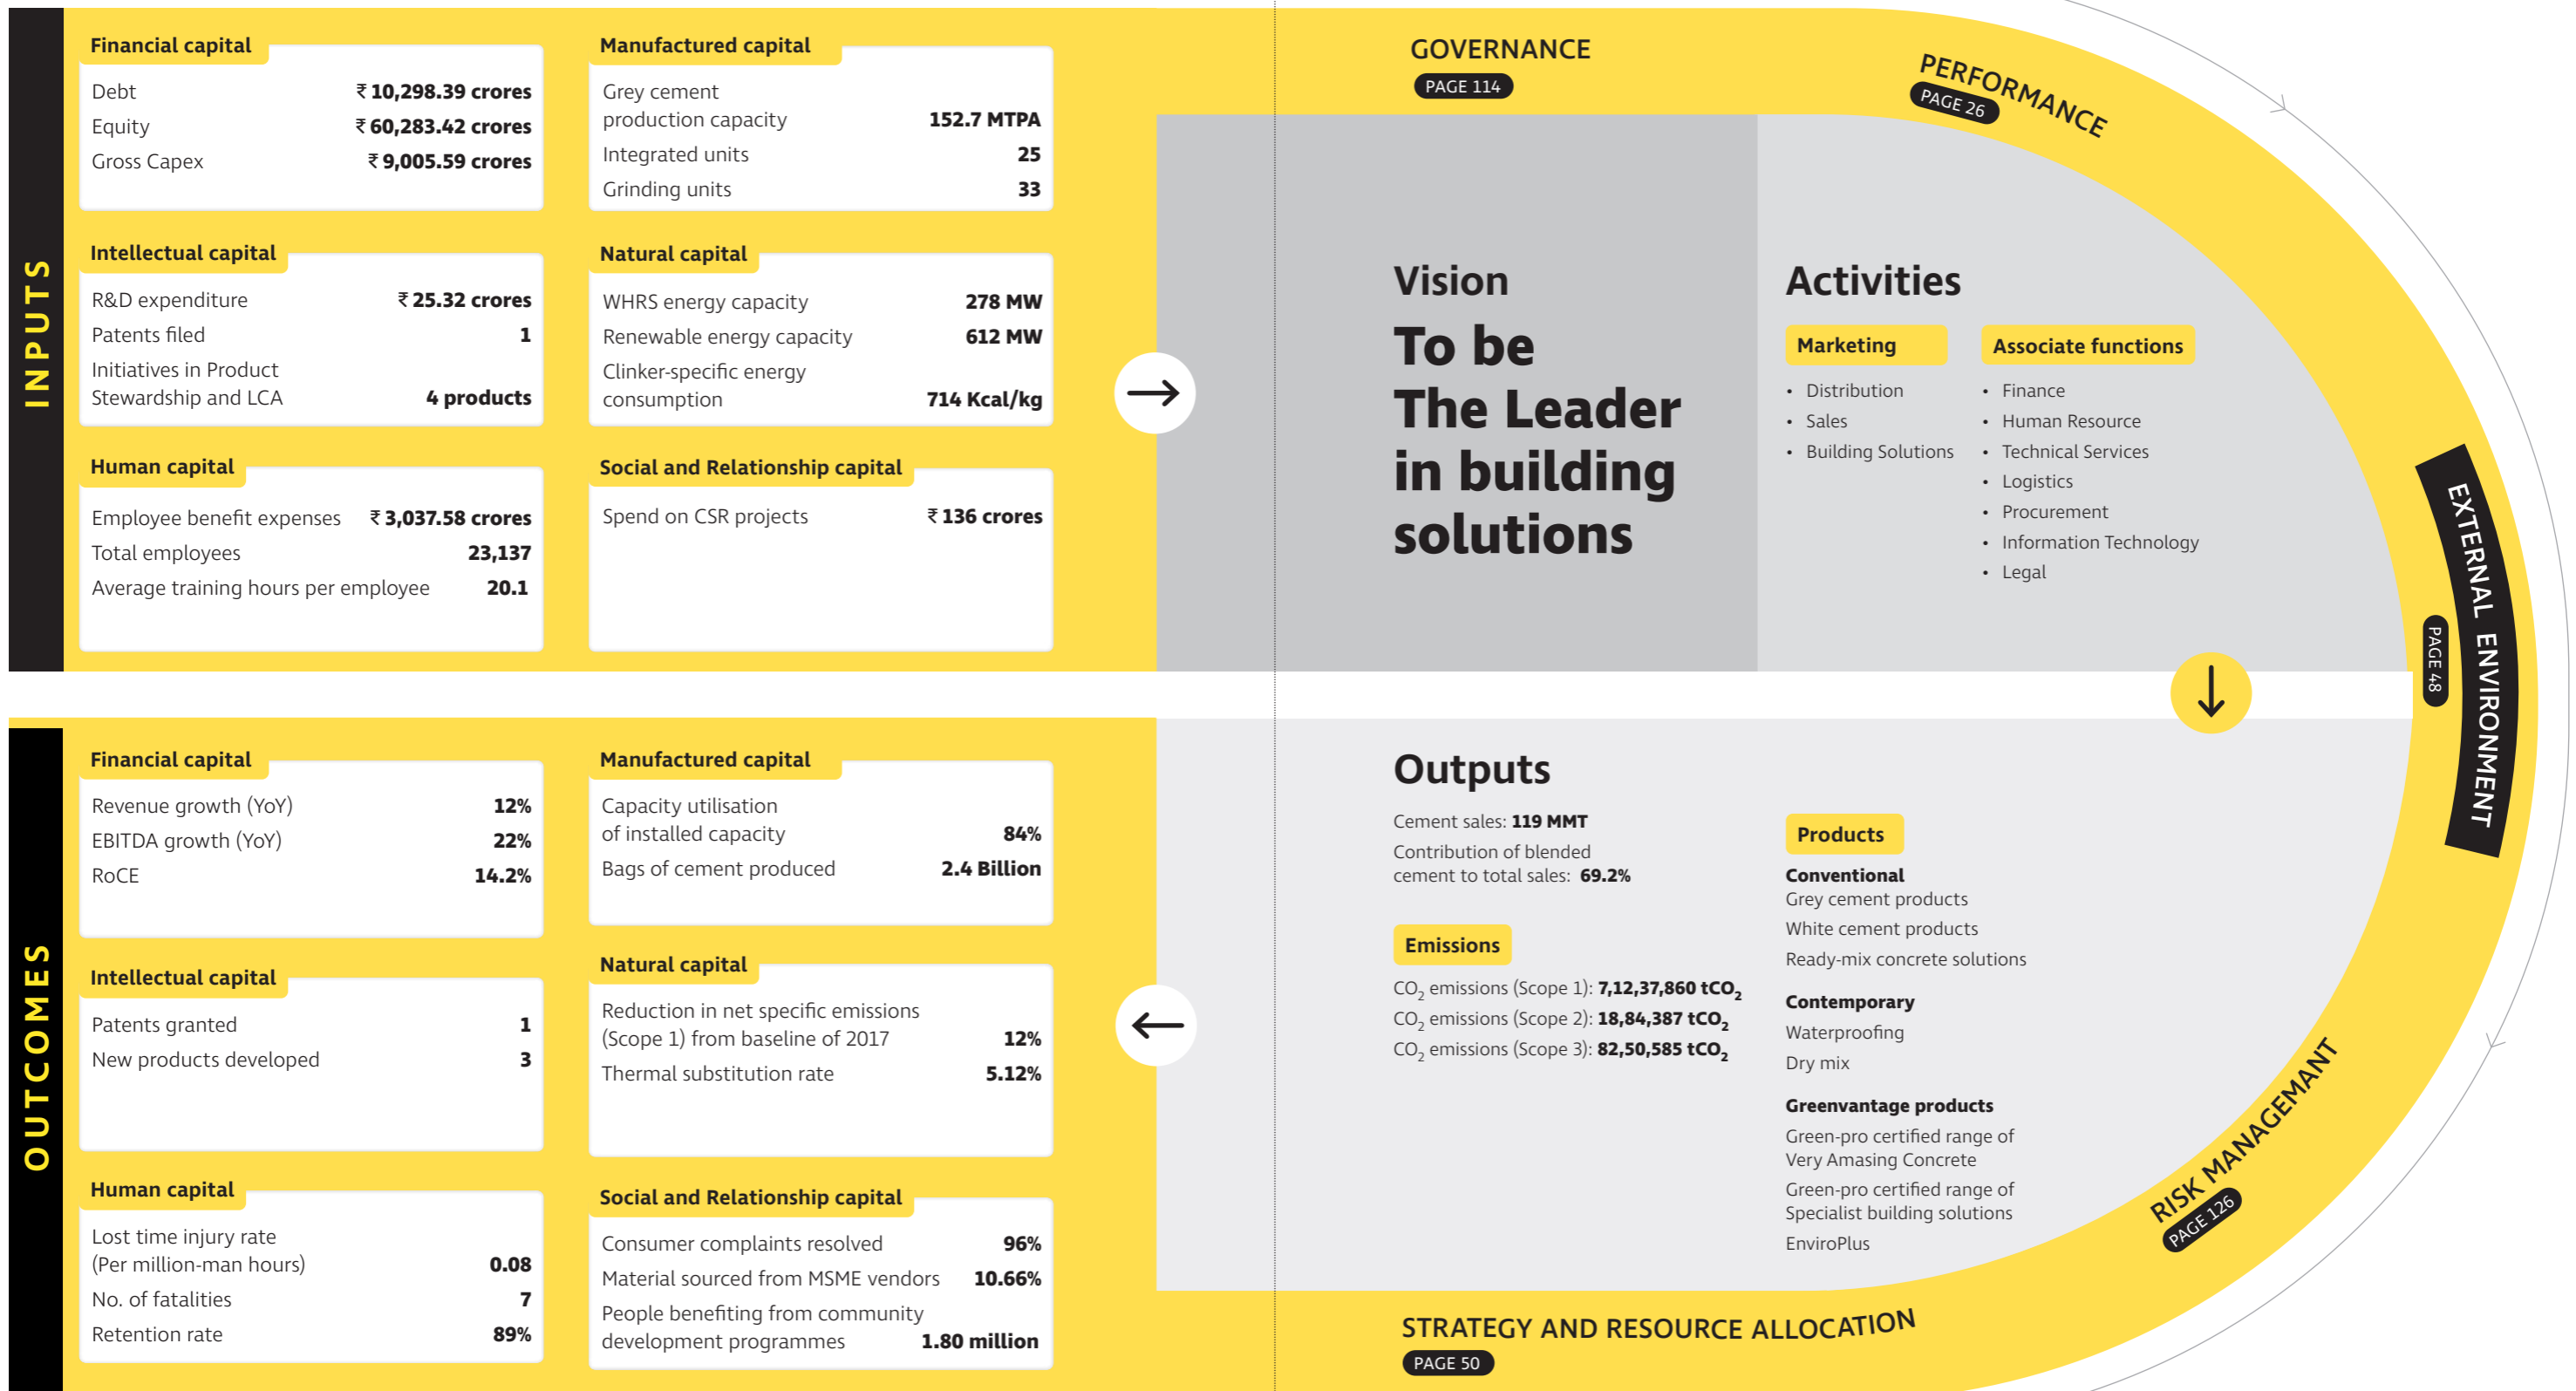 INPUTS
Financial capital
Debt ₹ 10,298.39 crores
Equity ₹ 60,283.42 crores
Gross Capex ₹ 9,005.59 crores
Manufactured capital
Grey cement
production capacity 152.7 MTPA
Integrated units 25
Grinding units 33
Intellectual capital
R&D expenditure ₹ 25.32 crores
Patents filed 1
Initiatives in Product
Stewardship and LCA 4 products
Natural capital
WHRS energy capacity 278 MW
Renewable energy capacity 612 MW
Clinker-specific energy
consumption 714 Kcal/kg
Human capital
Employee benefit expenses ₹ 3,037.58 crores
Total employees 23,137
Average training hours per employee 20.1
Social and Relationship capital
Spend on CSR projects ₹ 136 crores
GOVERNANCE
PAGE 114
PERFORMANCE
PAGE 26
Vision
To be
The Leader
in building
solutions
Activities
Marketing
• Distribution
• Sales
• Building Solutions
Associate functions
• Finance
• Human Resource
• Technical Services
• Logistics
• Procurement
• Information Technology
• Legal
EXTERNAL ENVIRONMENT
PAGE 48
Outputs
Cement sales: 119 MMT
Contribution of blended
cement to total sales: 69.2%
Emissions
CO₂ emissions (Scope 1): 7,12,37,860 tCO₂
CO₂ emissions (Scope 2): 18,84,387 tCO₂
CO₂ emissions (Scope 3): 82,50,585 tCO₂
Products
Conventional
Grey cement products
White cement products
Ready-mix concrete solutions
Contemporary
Waterproofing
Dry mix
Greenvantage products
Green-pro certified range of
Very Amasing Concrete
Green-pro certified range of
Specialist building solutions
EnviroPlus
RISK MANAGEMANT
PAGE 126
STRATEGY AND RESOURCE ALLOCATION
PAGE 50
OUTCOMES
Financial capital
Revenue growth (YoY) 12%
EBITDA growth (YoY) 22%
RoCE 14.2%
Manufactured capital
Capacity utilisation
of installed capacity 84%
Bags of cement produced 2.4 Billion
Intellectual capital
Patents granted 1
New products developed 3
Natural capital
Reduction in net specific emissions
(Scope 1) from baseline of 2017 12%
Thermal substitution rate 5.12%
Human capital
Lost time injury rate
(Per million-man hours) 0.08
No. of fatalities 7
Retention rate 89%
Social and Relationship capital
Consumer complaints resolved 96%
Material sourced from MSME vendors 10.66%
People benefiting from community
development programmes 1.80 million